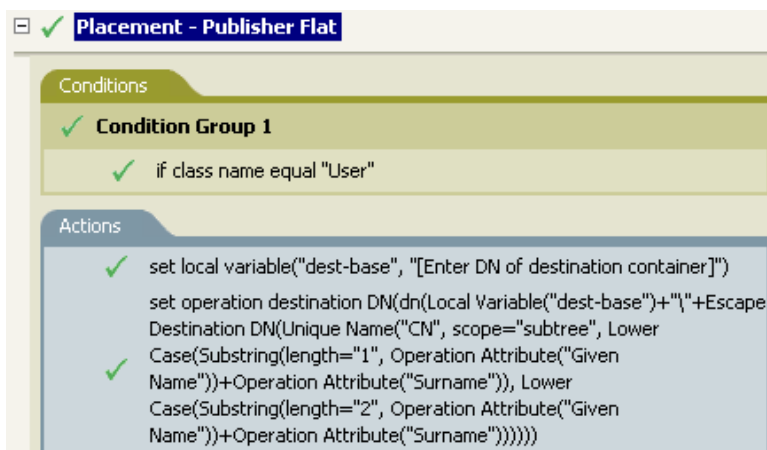 Placement - Publisher Flat
Conditions
Condition Group 1
if class name equal "User"
Actions
set local variable("dest-base", "[Enter DN of destination container]")
set operation destination DN(dn(Local Variable("dest-base")+"\"+Escape
Destination DN(Unique Name("CN", scope="subtree", Lower
Case(Substring(length="1", Operation Attribute("Given
Name"))+Operation Attribute("Surname")), Lower
Case(Substring(length="2", Operation Attribute("Given
Name"))+Operation Attribute("Surname"))))))